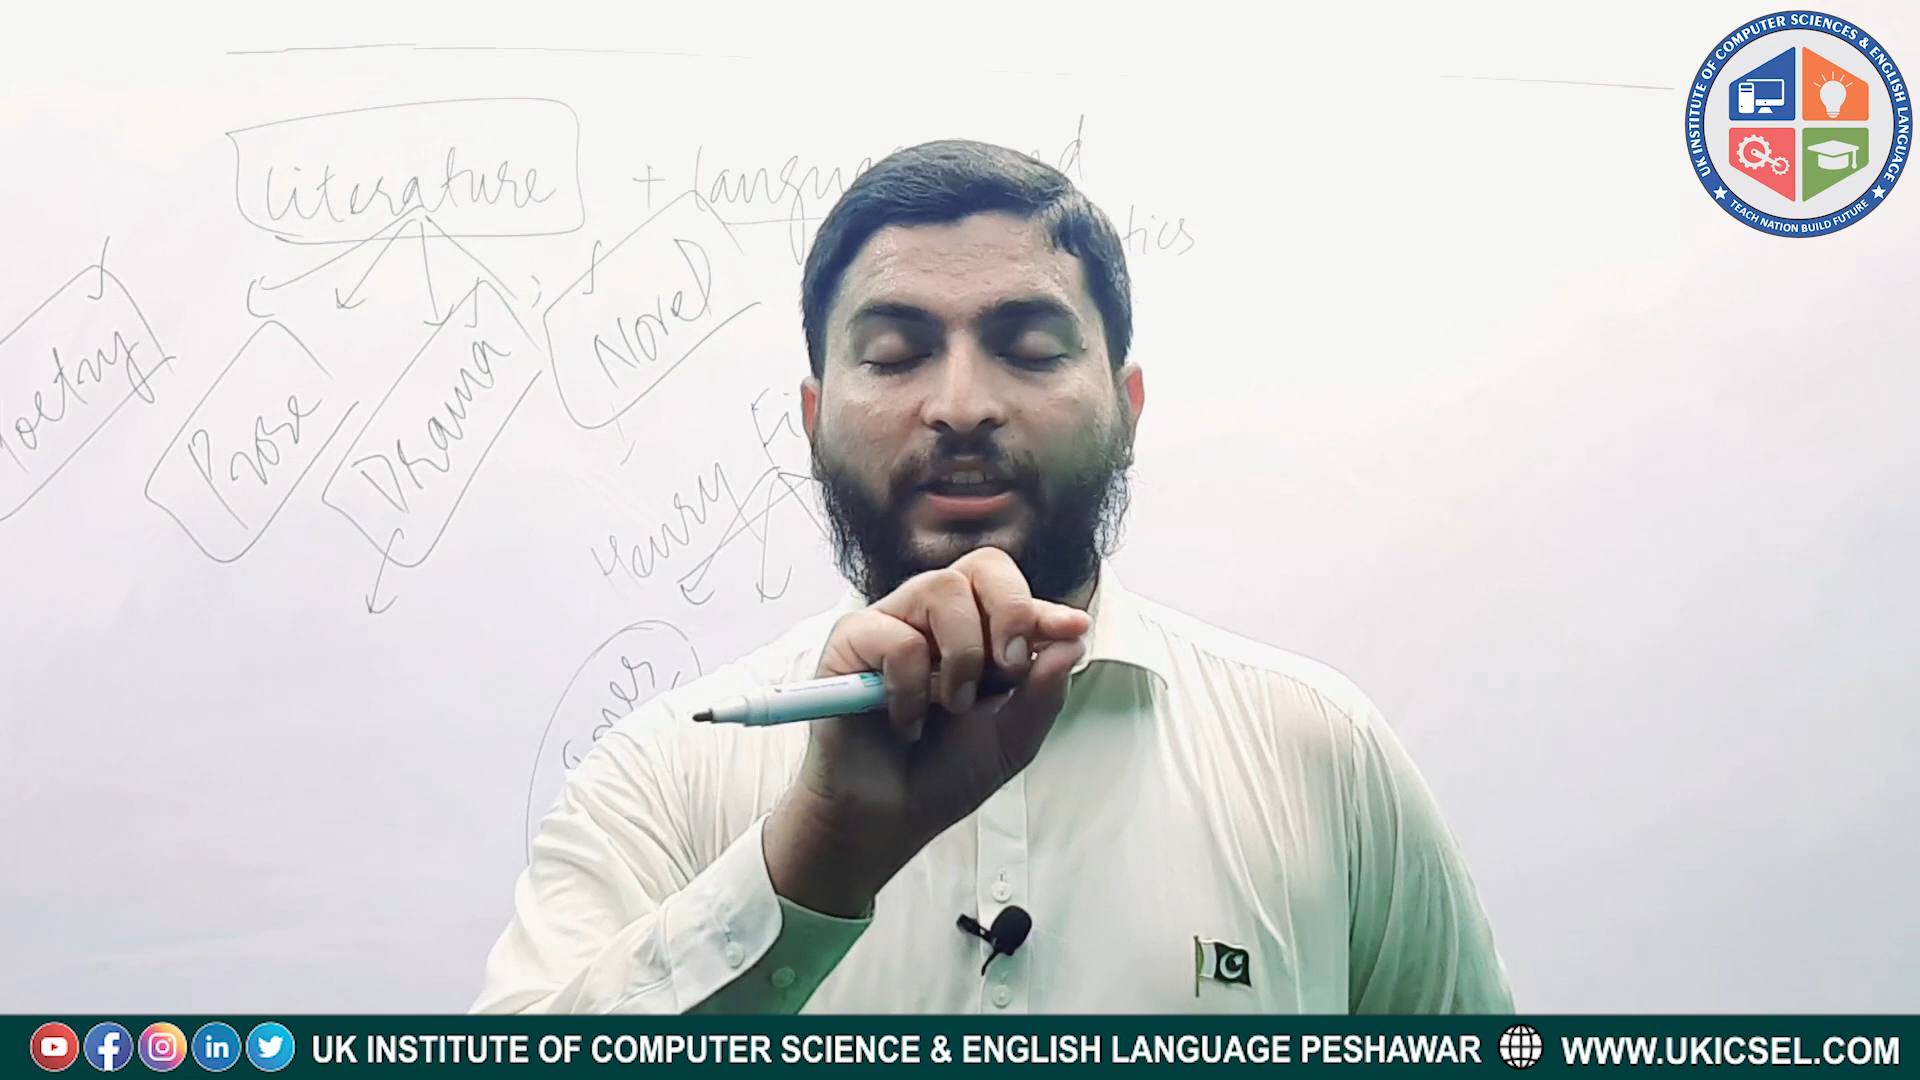 UK INSTITUTE OF COMPUTER SCIENCES & ENGLISH LANGUAGE
TEACH NATION BUILD FUTURE
Literature + Langu
tics
Poetry
Prose
Drama
Novel
Henry Fi
UK INSTITUTE OF COMPUTER SCIENCE & ENGLISH LANGUAGE PESHAWAR WWW.UKICSEL.COM